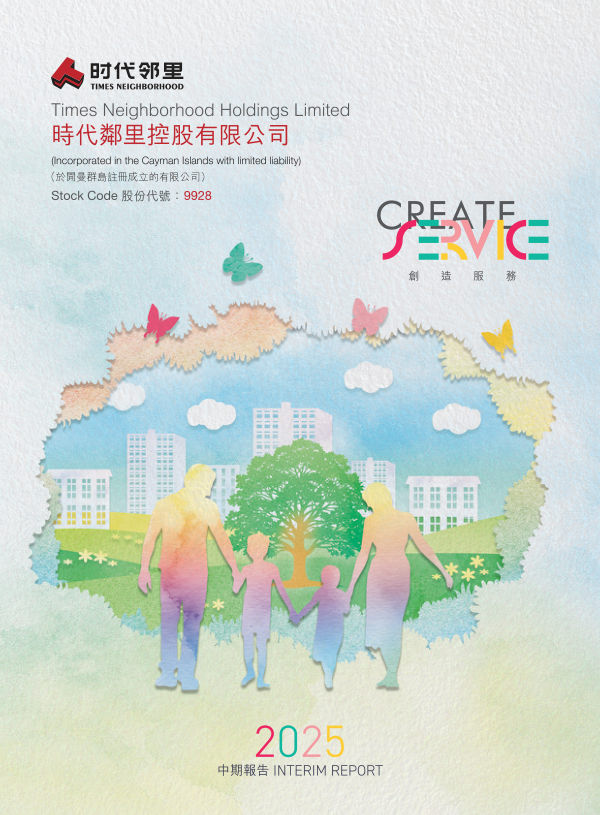 时代邻里
TIMES NEIGHBORHOOD
Times Neighborhood Holdings Limited
時代鄰里控股有限公司
(Incorporated in the Cayman Islands with limited liability)
(於開曼群島註冊成立的有限公司)
Stock Code 股份代號：9928
CREATE
SERVICE
創造服務
2025
中期報告 INTERIM REPORT